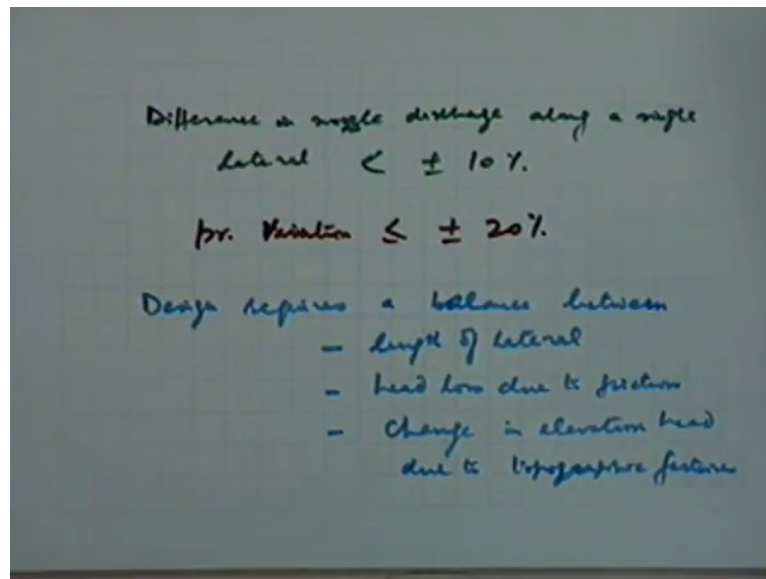 Difference in nozzle discharge along a single
lateral < ± 10%.
pr. Variation ≤ ± 20%.
Design requires a balance between
- length of lateral
- head loss due to friction
- Change in elevation head
due to topographic features